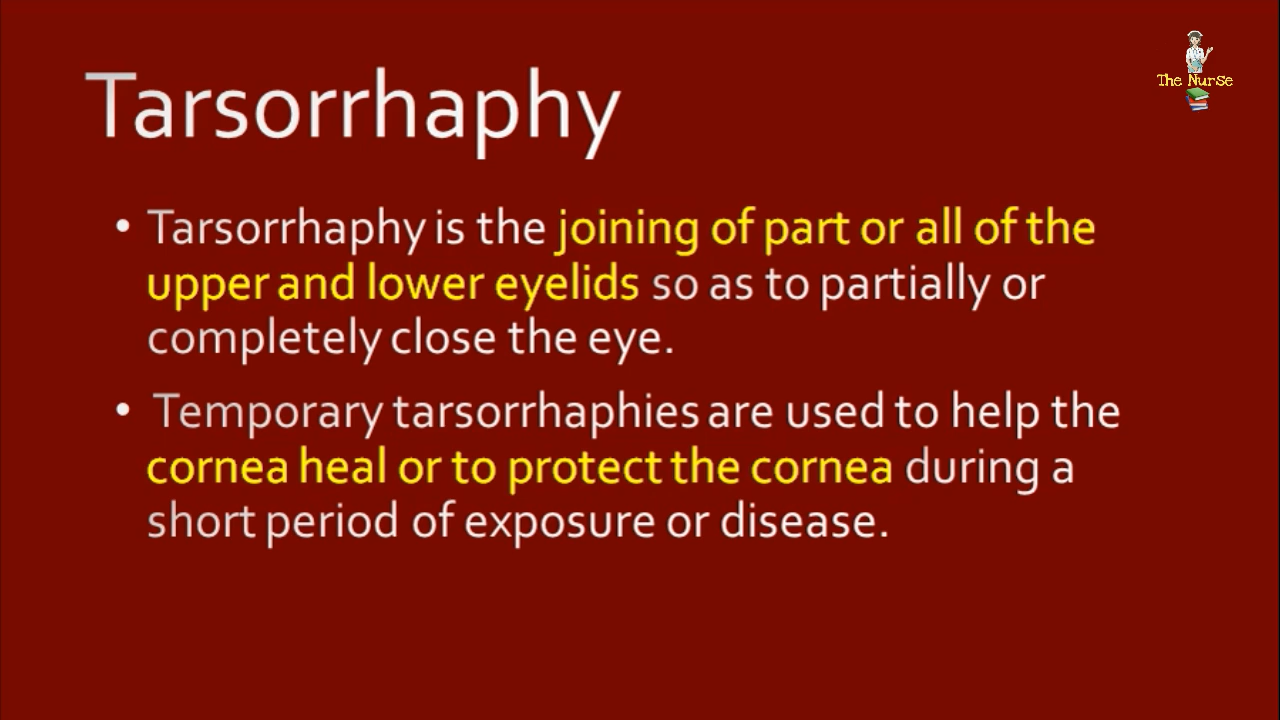 The Nurse
Tarsorrhaphy
• Tarsorrhaphy is the joining of part or all of the
upper and lower eyelids so as to partially or
completely close the eye.
• Temporary tarsorrhaphies are used to help the
cornea heal or to protect the cornea during a
short period of exposure or disease.